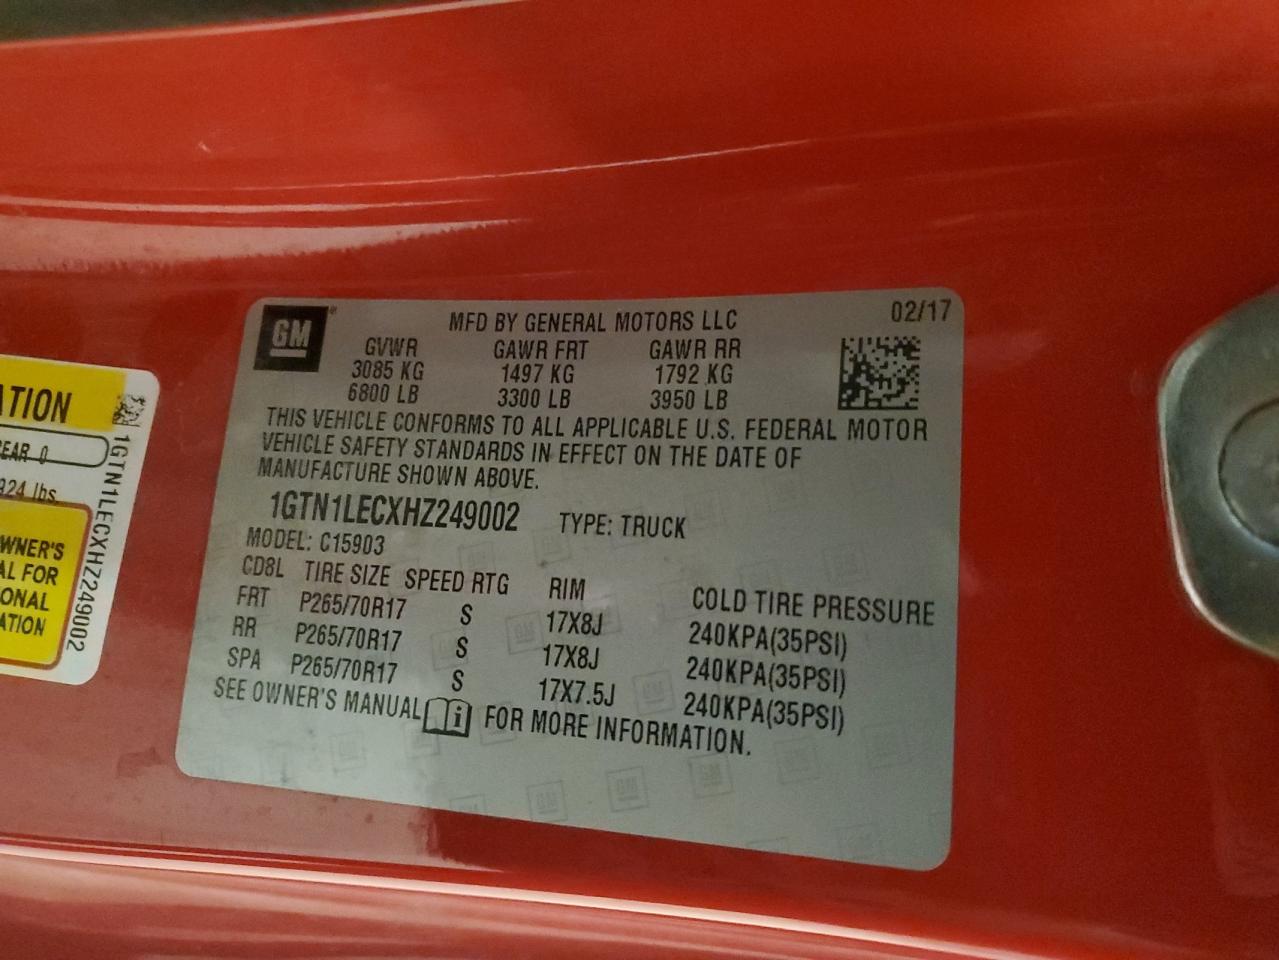 GM
MFD BY GENERAL MOTORS LLC
02/17
GVWR GAWR FRT GAWR RR
3085 KG 1497 KG 1792 KG
6800 LB 3300 LB 3950 LB
THIS VEHICLE CONFORMS TO ALL APPLICABLE U.S. FEDERAL MOTOR
VEHICLE SAFETY STANDARDS IN EFFECT ON THE DATE OF
MANUFACTURE SHOWN ABOVE.
1GTN1LECXHZ249002 TYPE: TRUCK
MODEL: C15903
CD8L TIRE SIZE SPEED RTG RIM COLD TIRE PRESSURE
FRT P265/70R17 S 17X8J 240KPA(35PSI)
RR P265/70R17 S 17X8J 240KPA(35PSI)
SPA P265/70R17 S 17X7.5J 240KPA(35PSI)
SEE OWNER'S MANUAL FOR MORE INFORMATION.
ATION
EAR 0
924 lbs
WNER'S
AL FOR
ONAL
ATION
1GTN1LECXHZ249002